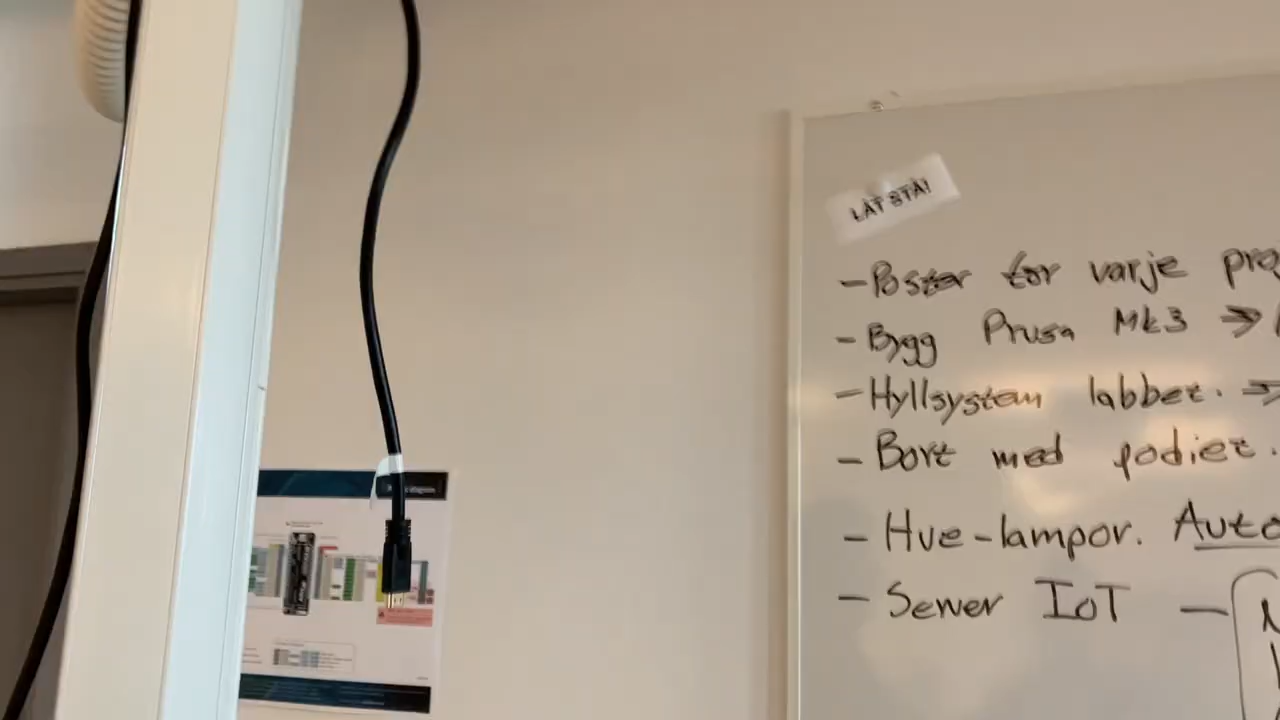 LÅT STÅ!
- Poster för varje pro
- Bygg Prusa Mk3 →
- Hyllsystem labbet. →
- Bort med podiet.
- Hue-lampor. Auto
- Server IoT -